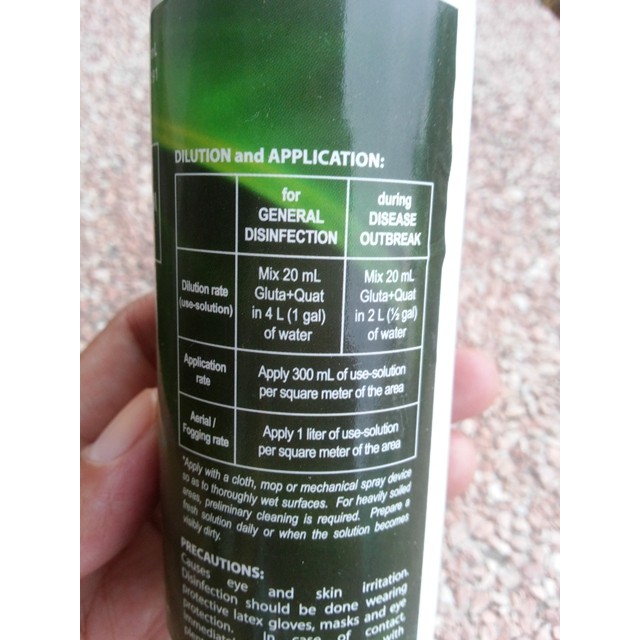 DILUTION and APPLICATION:
for GENERAL DISINFECTION
during DISEASE OUTBREAK
Dilution rate (use-solution)
Mix 20 mL Gluta+Quat in 4 L (1 gal) of water
Mix 20 mL Gluta+Quat in 2 L (½ gal) of water
Application rate
Apply 300 mL of use-solution per square meter of the area
Aerial / Fogging rate
Apply 1 liter of use-solution per square meter of the area
*Apply with a cloth, mop or mechanical spray device
so as to thoroughly wet surfaces. For heavily soiled
areas, preliminary cleaning is required. Prepare a
fresh solution daily or when the solution becomes
visibly dirty.
PRECAUTIONS:
Causes eye and skin irritation.
Disinfection should be done wearing
protective latex gloves, masks and eye
protection. In case of contact,
with